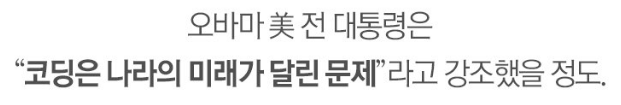 오바마 美 전 대통령은
“코딩은 나라의 미래가 달린 문제”라고 강조했을 정도.